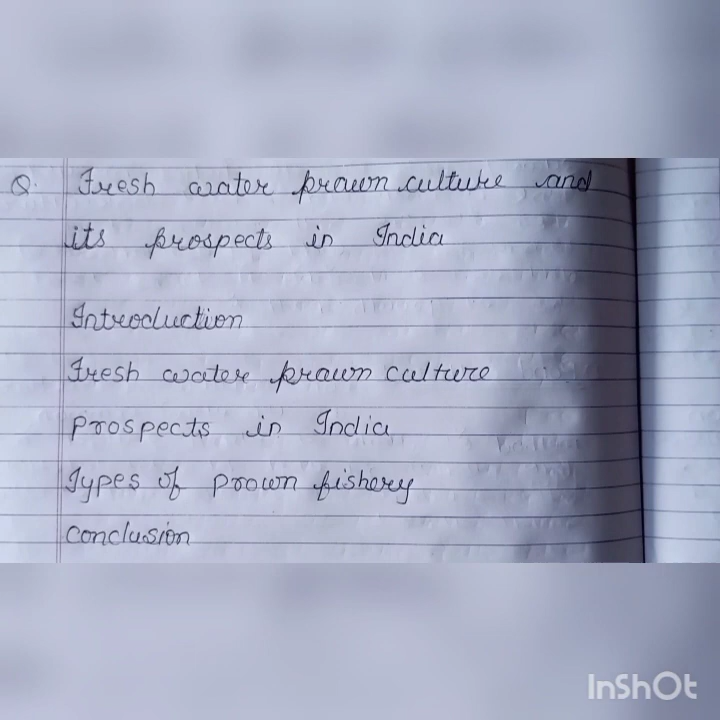 Q. Fresh water prawn culture and
its prospects in India
Introduction
Fresh water prawn culture
Prospects in India
Types of prown fishery
Conclusion
InShOt